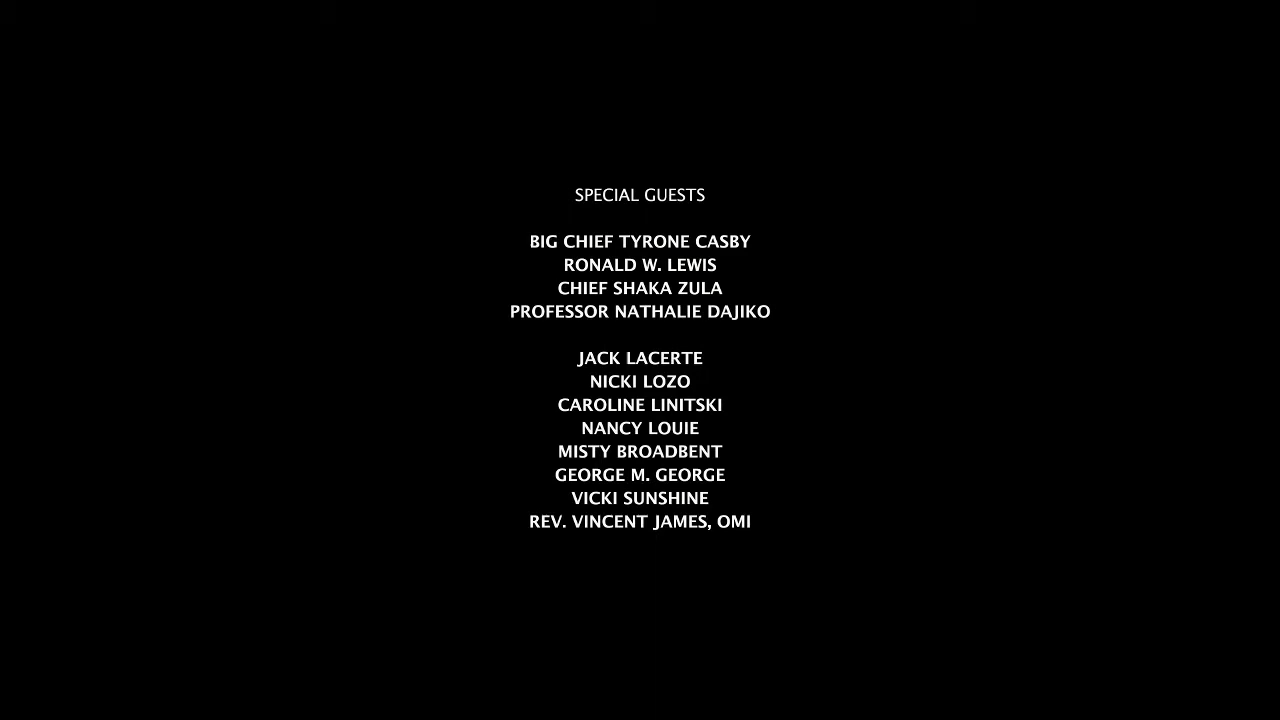 SPECIAL GUESTS
BIG CHIEF TYRONE CASBY
RONALD W. LEWIS
CHIEF SHAKA ZULA
PROFESSOR NATHALIE DAJIKO
JACK LACERTE
NICKI LOZO
CAROLINE LINITSKI
NANCY LOUIE
MISTY BROADBENT
GEORGE M. GEORGE
VICKI SUNSHINE
REV. VINCENT JAMES, OMI